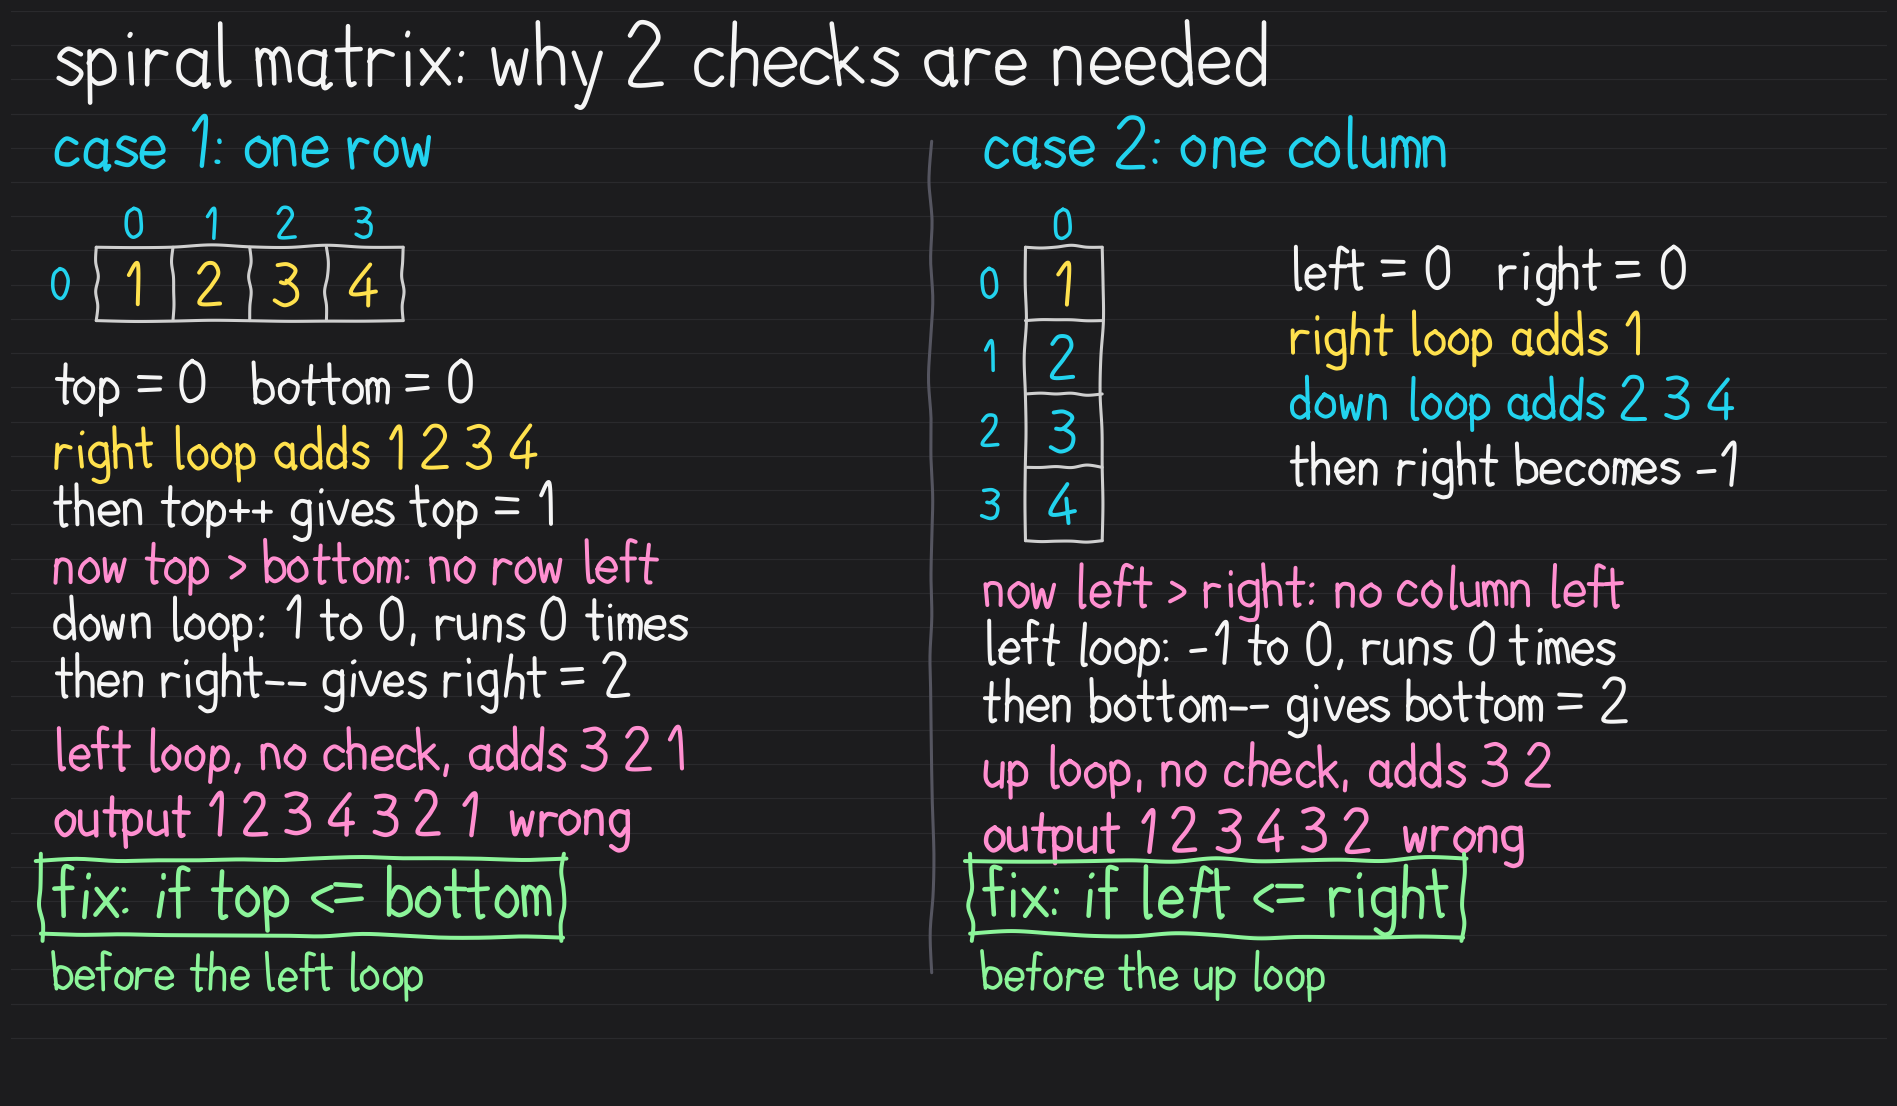 spiral matrix: why 2 checks are needed
case 1: one row
0 1 2 3
0 1 2 3 4
top = 0 bottom = 0
right loop adds 1 2 3 4
then top++ gives top = 1
now top > bottom: no row left
down loop: 1 to 0, runs 0 times
then right-- gives right = 2
left loop, no check, adds 3 2 1
output 1 2 3 4 3 2 1 wrong
fix: if top <= bottom
before the left loop
case 2: one column
0
0 1
1 2
2 3
3 4
left = 0 right = 0
right loop adds 1
down loop adds 2 3 4
then right becomes -1
now left > right: no column left
left loop: -1 to 0, runs 0 times
then bottom-- gives bottom = 2
up loop, no check, adds 3 2
output 1 2 3 4 3 2 wrong
fix: if left <= right
before the up loop